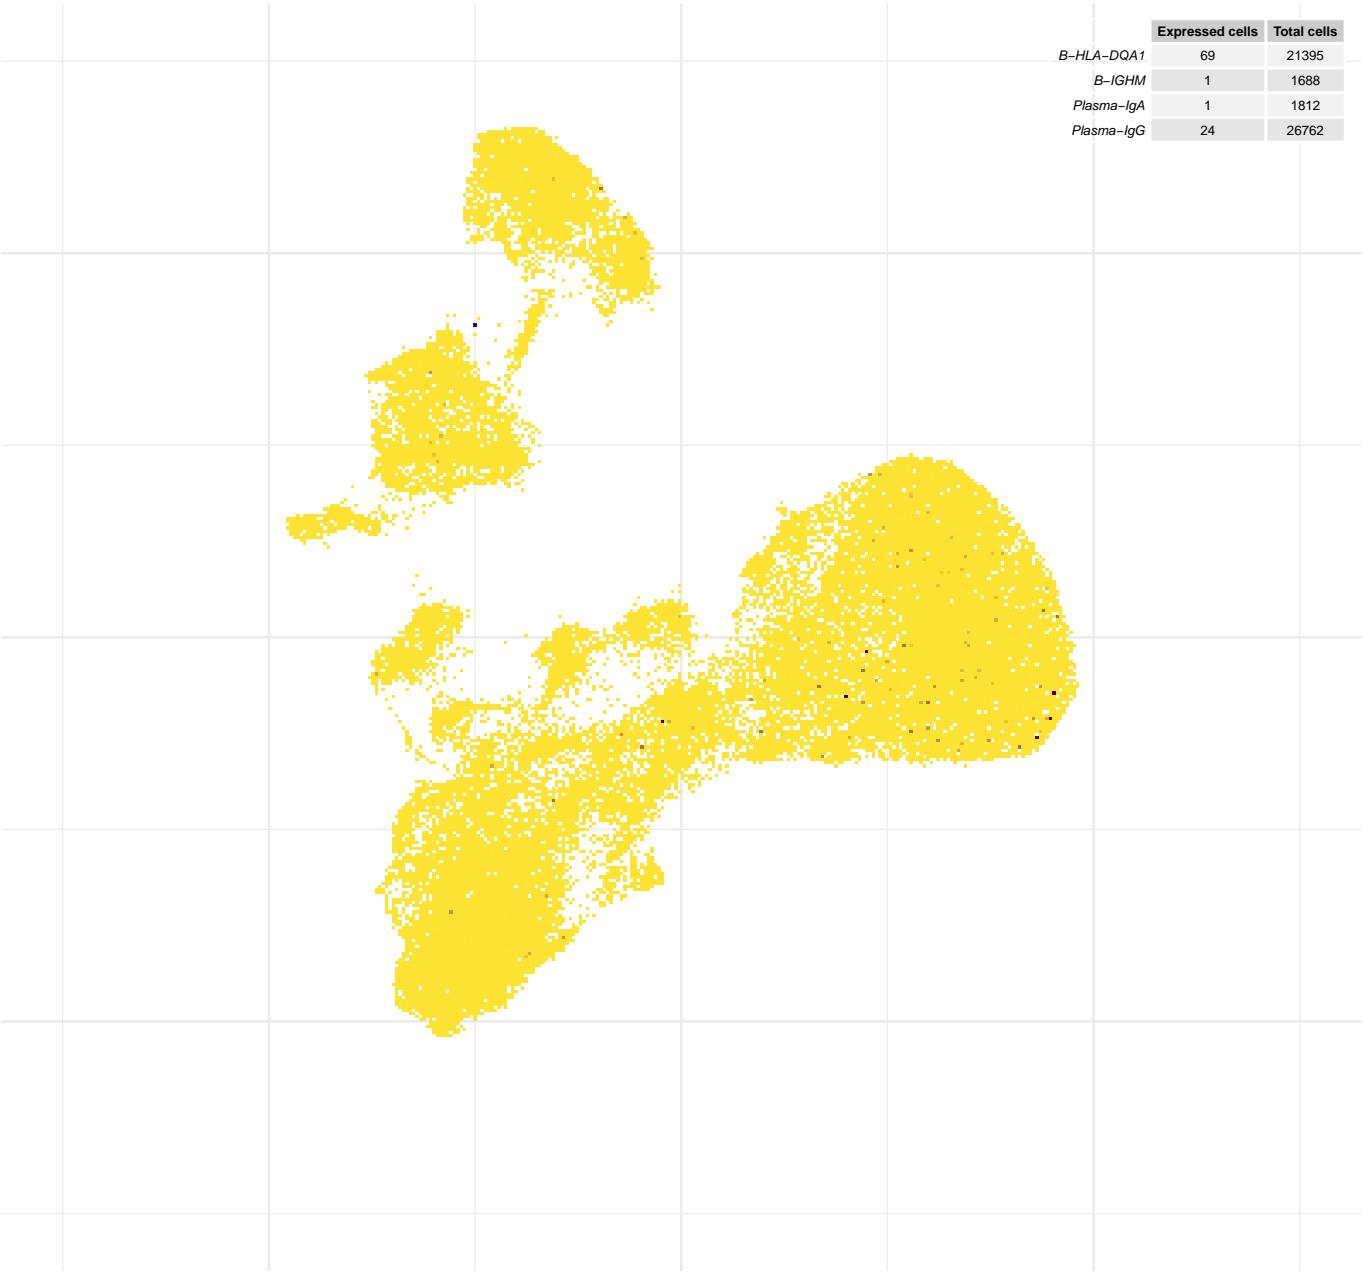 Expressed cells Total cells
B−HLA−DQA1 69 21395
B−IGHM 1 1688
Plasma−IgA 1 1812
Plasma−IgG 24 26762